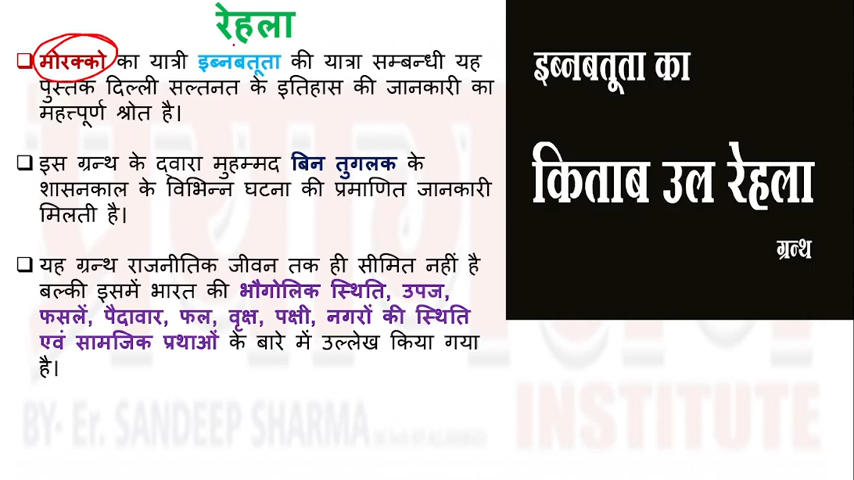 रेहला
मोरक्को का यात्री इब्नबतूता की यात्रा सम्बन्धी यह
पुस्तक दिल्ली सल्तनत के इतिहास की जानकारी का
महत्त्पूर्ण श्रोत है।
इस ग्रन्थ के द्वारा मुहम्मद बिन तुगलक के
शासनकाल के विभिन्न घटना की प्रमाणित जानकारी
मिलती है।
यह ग्रन्थ राजनीतिक जीवन तक ही सीमित नहीं है
बल्की इसमें भारत की भौगोलिक स्थिति, उपज,
फसलें, पैदावार, फल, वृक्ष, पक्षी, नगरों की स्थिति
एवं सामजिक प्रथाओं के बारे में उल्लेख किया गया
है।
इब्नबतूता का
किताब उल रेहला
ग्रन्थ
BY- Er. SANDEEP SHARMA
INSTITUTE